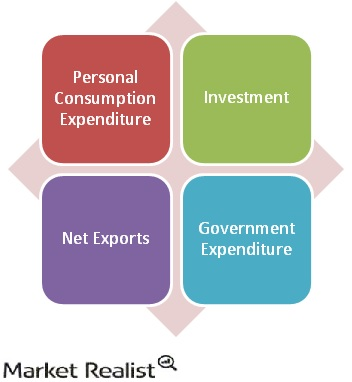 Personal
Consumption
Expenditure
Investment
Net Exports
Government
Expenditure
Market Realist